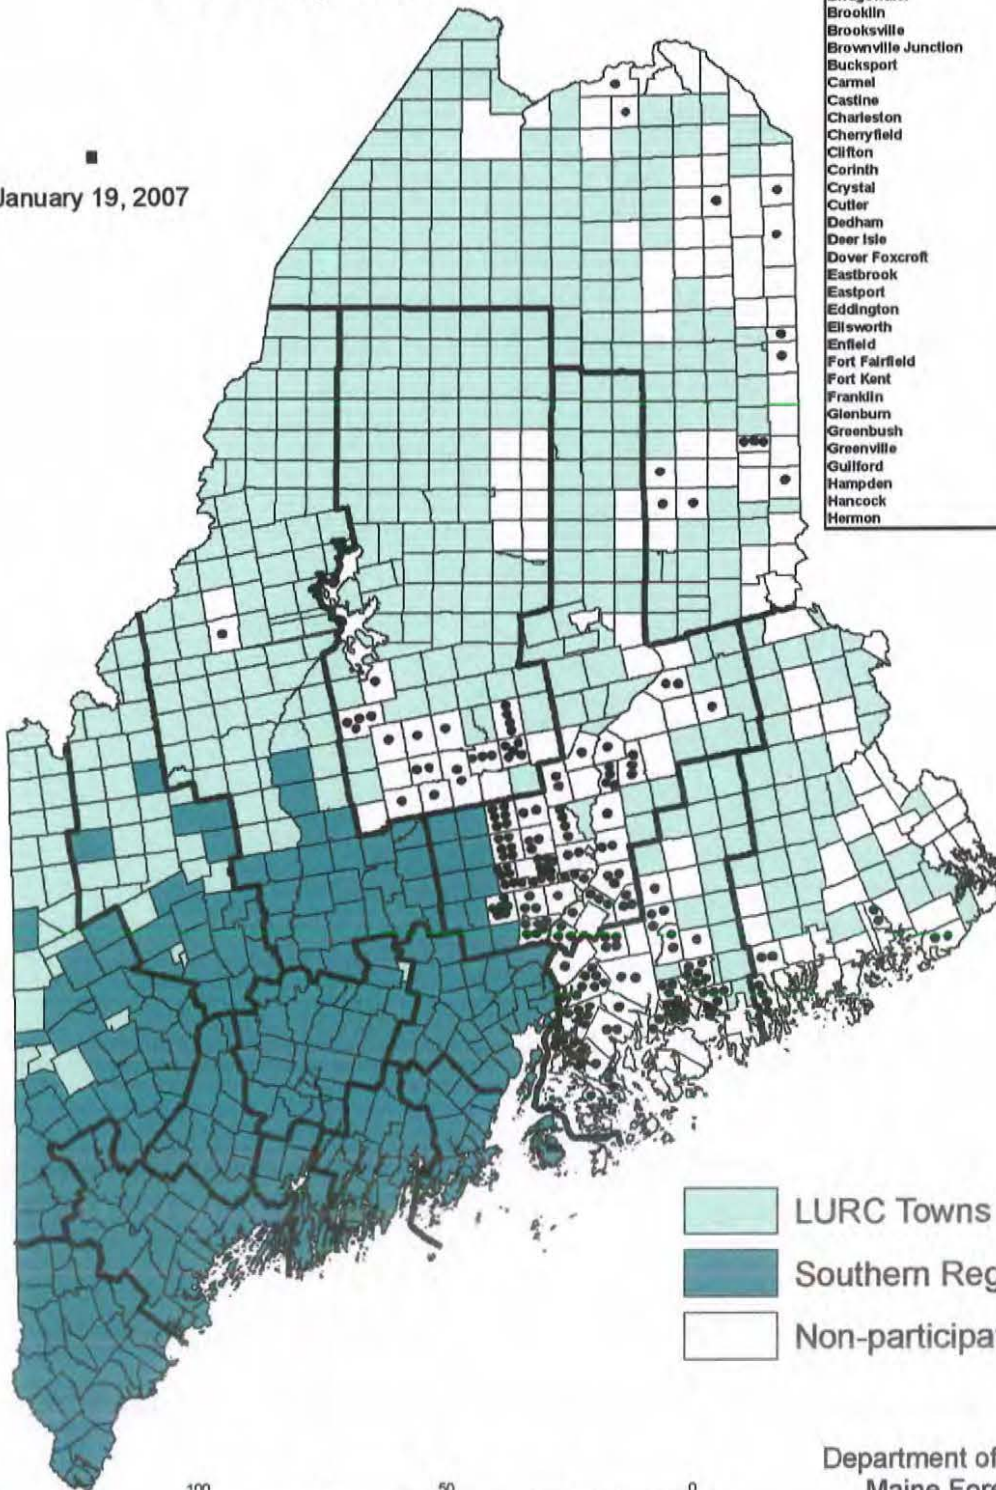 January 19, 2007
Brooklin
Brooksville
Brownville Junction
Bucksport
Carmel
Castine
Charleston
Cherryfield
Clifton
Corinth
Crystal
Cutler
Dedham
Deer Isle
Dover Foxcroft
Eastbrook
Eastport
Eddington
Ellsworth
Enfield
Fort Fairfield
Fort Kent
Franklin
Glenburn
Greenbush
Greenville
Guilford
Hampden
Hancock
Hermon
LURC Towns
Southern Reg
Non-participa
Department of
Maine For
100 50 0